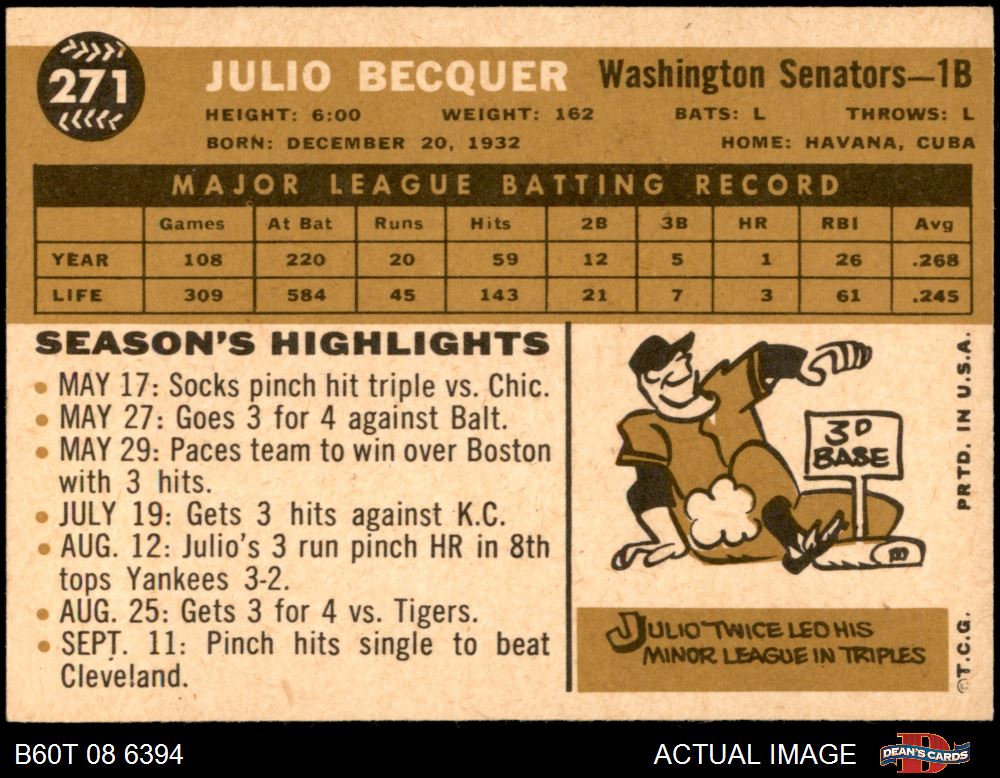 271
JULIO BECQUER Washington Senators—1B
HEIGHT: 6:00 WEIGHT: 162 BATS: L THROWS: L
BORN: DECEMBER 20, 1932 HOME: HAVANA, CUBA
MAJOR LEAGUE BATTING RECORD
Games At Bat Runs Hits 2B 3B HR RBI Avg
YEAR 108 220 20 59 12 5 1 26 .268
LIFE 309 584 45 143 21 7 3 61 .245
SEASON'S HIGHLIGHTS
• MAY 17: Socks pinch hit triple vs. Chic.
• MAY 27: Goes 3 for 4 against Balt.
• MAY 29: Paces team to win over Boston
with 3 hits.
• JULY 19: Gets 3 hits against K.C.
• AUG. 12: Julio's 3 run pinch HR in 8th
tops Yankees 3-2.
• AUG. 25: Gets 3 for 4 vs. Tigers.
• SEPT. 11: Pinch hits single to beat
Cleveland.
3D
BASE
JULIO TWICE LED HIS
MINOR LEAGUE IN TRIPLES
©T.C.G. PRTD. IN U.S.A.
B60T 08 6394 ACTUAL IMAGE DEAN'S CARDS